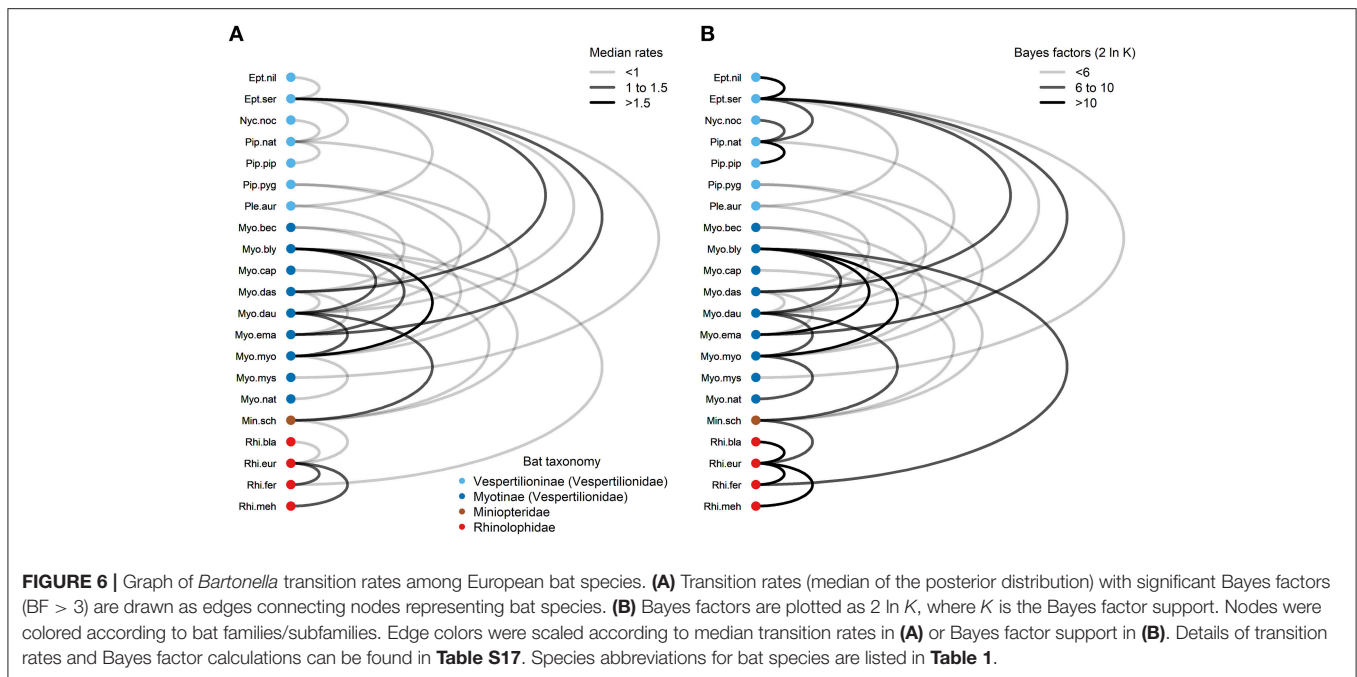 A
Median rates
<1
1 to 1.5
>1.5
Ept.nil
Ept.ser
Nyc.noc
Pip.nat
Pip.pip
Pip.pyg
Ple.aur
Myo.bec
Myo.bly
Myo.cap
Myo.das
Myo.dau
Myo.ema
Myo.myo
Myo.mys
Myo.nat
Min.sch
Rhi.bla
Rhi.eur
Rhi.fer
Rhi.meh
Bat taxonomy
Vespertilioninae (Vespertilionidae)
Myotinae (Vespertilionidae)
Miniopteridae
Rhinolophidae
B
Bayes factors (2 ln K)
<6
6 to 10
>10
Ept.nil
Ept.ser
Nyc.noc
Pip.nat
Pip.pip
Pip.pyg
Ple.aur
Myo.bec
Myo.bly
Myo.cap
Myo.das
Myo.dau
Myo.ema
Myo.myo
Myo.mys
Myo.nat
Min.sch
Rhi.bla
Rhi.eur
Rhi.fer
Rhi.meh
FIGURE 6 | Graph of Bartonella transition rates among European bat species. (A) Transition rates (median of the posterior distribution) with significant Bayes factors
(BF > 3) are drawn as edges connecting nodes representing bat species. (B) Bayes factors are plotted as 2 ln K, where K is the Bayes factor support. Nodes were
colored according to bat families/subfamilies. Edge colors were scaled according to median transition rates in (A) or Bayes factor support in (B). Details of transition
rates and Bayes factor calculations can be found in Table S17. Species abbreviations for bat species are listed in Table 1.